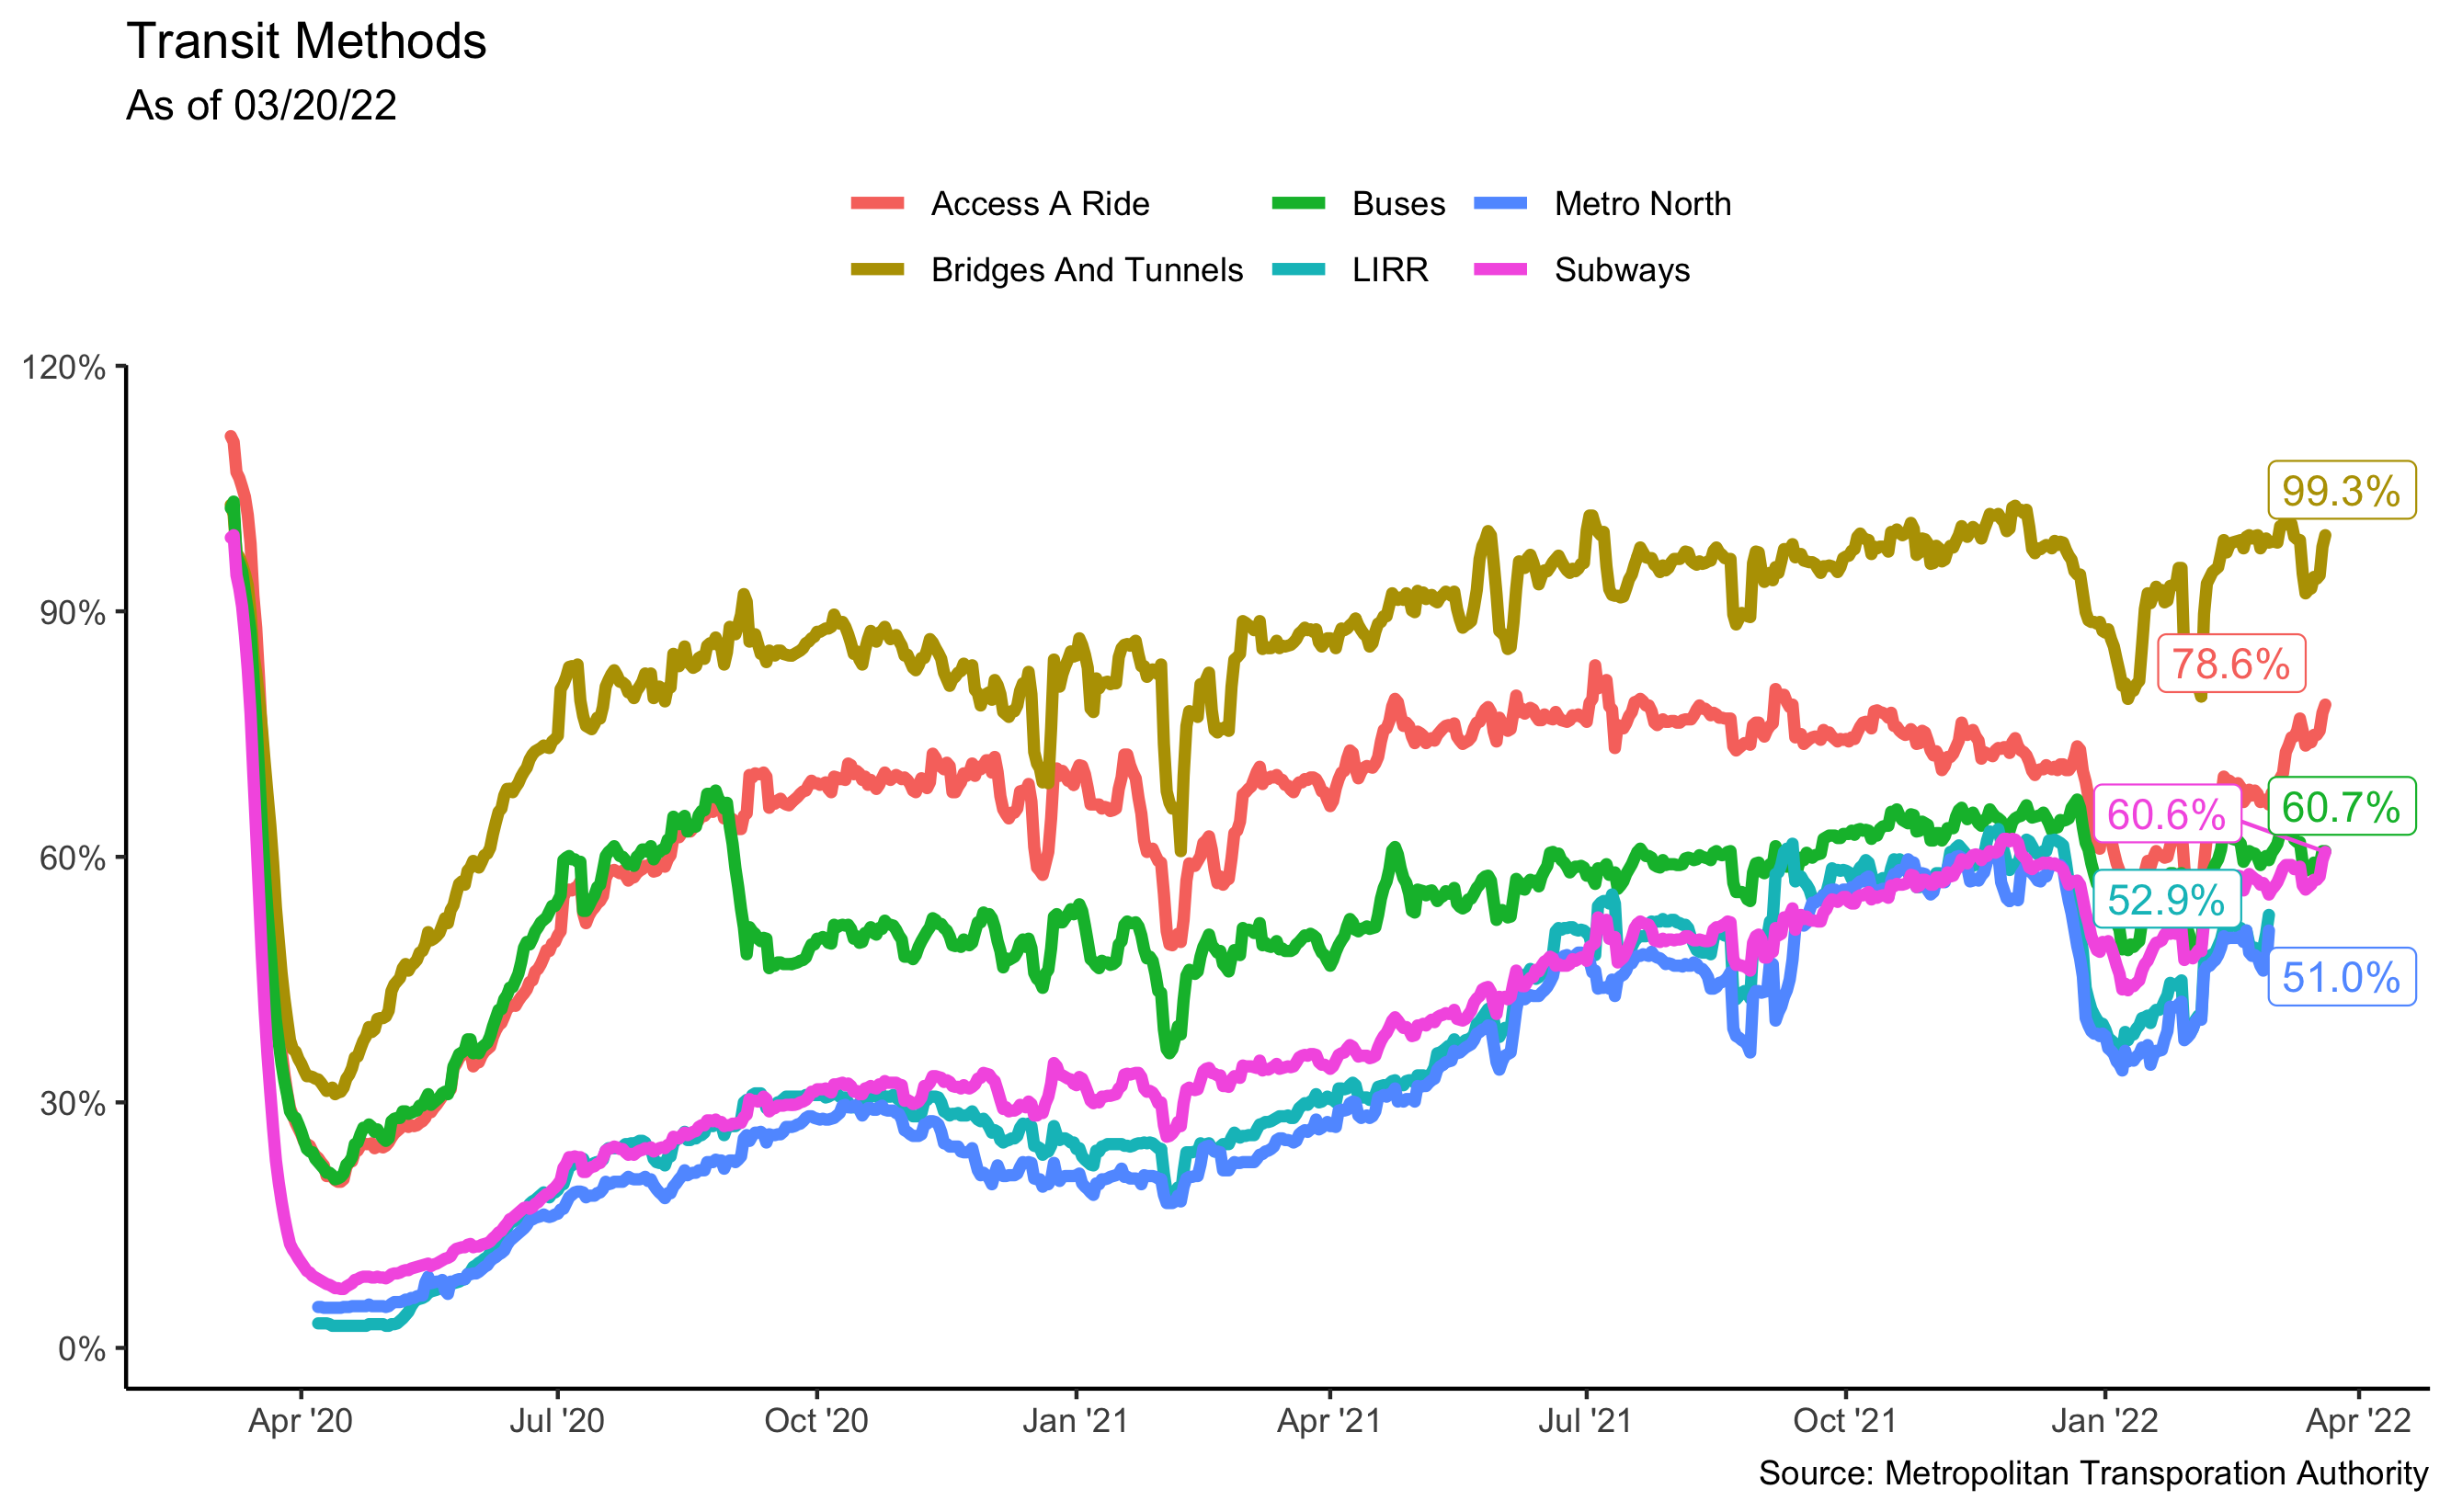 Transit Methods
As of 03/20/22
Access A Ride
Buses
Metro North
Bridges And Tunnels
LIRR
Subways
120%
90%
60%
30%
0%
99.3%
78.6%
60.6%
60.7%
52.9%
51.0%
Apr '20
Jul '20
Oct '20
Jan '21
Apr '21
Jul '21
Oct '21
Jan '22
Apr '22
Source: Metropolitan Transporation Authority